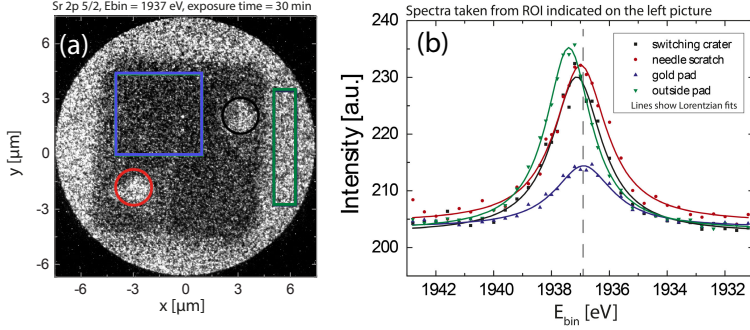 Sr 2p 5/2, Ebin = 1937 eV, exposure time = 30 min
(a)
y [µm]
6
3
0
-3
-6
-6
-3
0
3
6
x [µm]
Spectra taken from ROI indicated on the left picture
(b)
switching crater
needle scratch
gold pad
outside pad
Lines show Lorentzian fits
Intensity [a.u.]
240
230
220
210
200
1942
1940
1938
1936
1934
1932
E_bin [eV]